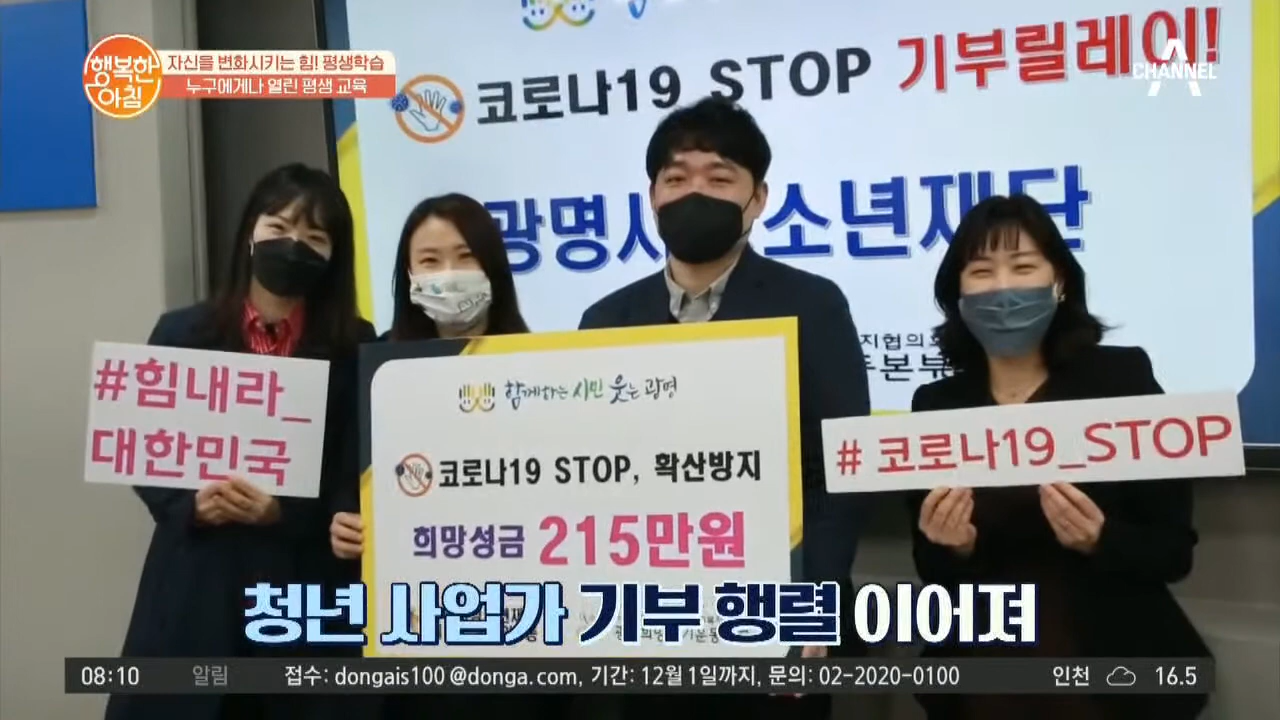 행복한
아침
자신을 변화시키는 힘! 평생학습
누구에게나 열린 평생 교육
CHANNEL A
코로나19 STOP 기부릴레이!
광명시 소년재단
지협의회
본부
#힘내라_
대한민국
함께하는 시민 웃는 광명
코로나19 STOP, 확산방지
희망성금 215만원
# 코로나19_STOP
청년 사업가 기부 행렬 이어져
08:10 알림 접수: dongais100@donga.com, 기간: 12월 1일까지, 문의: 02-2020-0100 인천 16.5